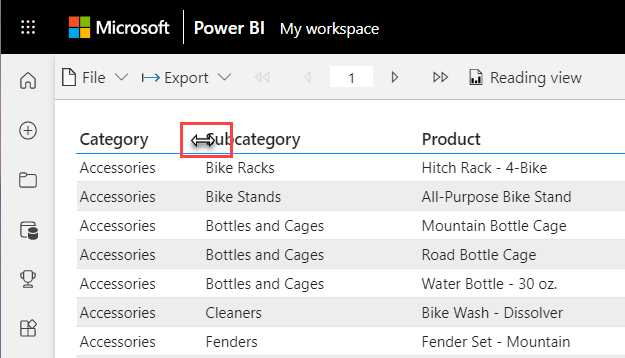 Microsoft Power BI My workspace
File Export 1 Reading view
Category Subcategory Product
Accessories Bike Racks Hitch Rack - 4-Bike
Accessories Bike Stands All-Purpose Bike Stand
Accessories Bottles and Cages Mountain Bottle Cage
Accessories Bottles and Cages Road Bottle Cage
Accessories Bottles and Cages Water Bottle - 30 oz.
Accessories Cleaners Bike Wash - Dissolver
Accessories Fenders Fender Set - Mountain